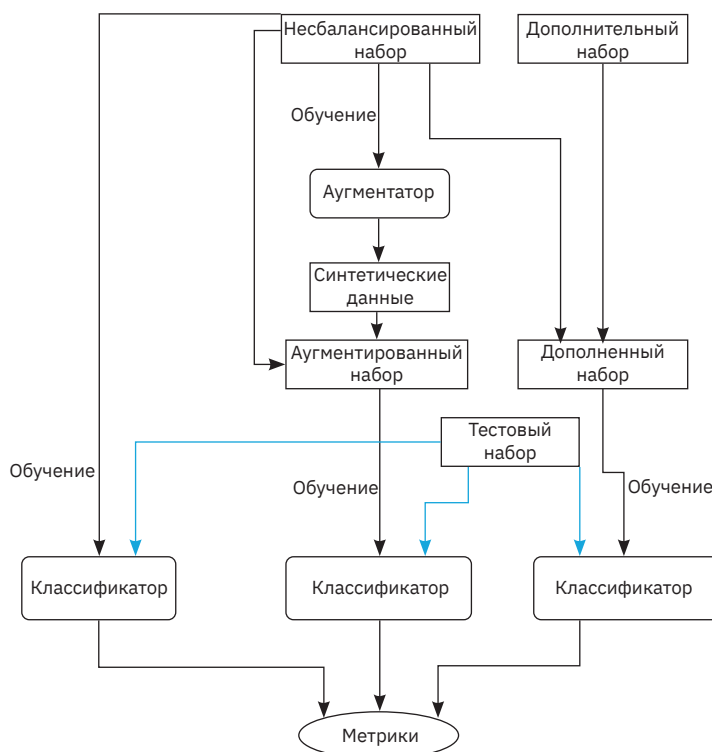 Несбалансированный
набор
Дополнительный
набор
Обучение
Аугментатор
Синтетические
данные
Аугментированный
набор
Дополненный
набор
Тестовый
набор
Обучение
Обучение
Обучение
Классификатор
Классификатор
Классификатор
Метрики